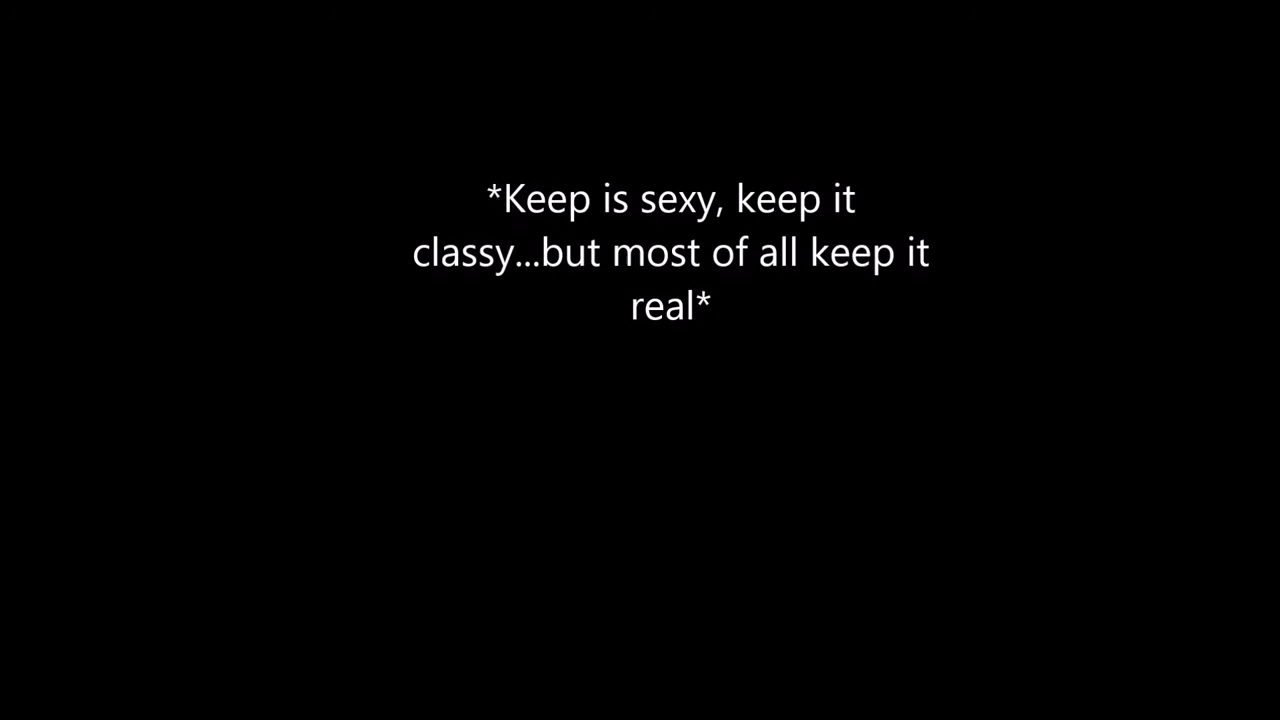 *Keep is sexy, keep it
classy...but most of all keep it
real*